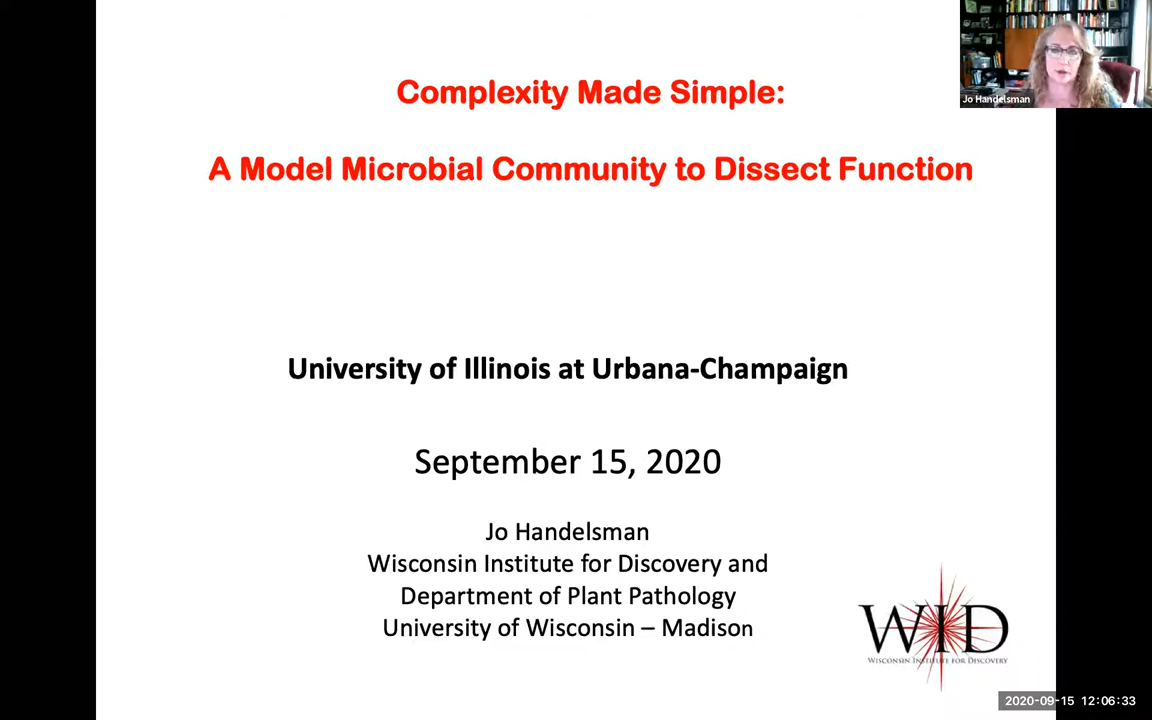 Complexity Made Simple:
A Model Microbial Community to Dissect Function
Jo Handelsman
University of Illinois at Urbana-Champaign
September 15, 2020
Jo Handelsman
Wisconsin Institute for Discovery and
Department of Plant Pathology
University of Wisconsin – Madison
WID
WISCONSIN INSTITUTE FOR DISCOVERY
2020-09-15 12:06:33